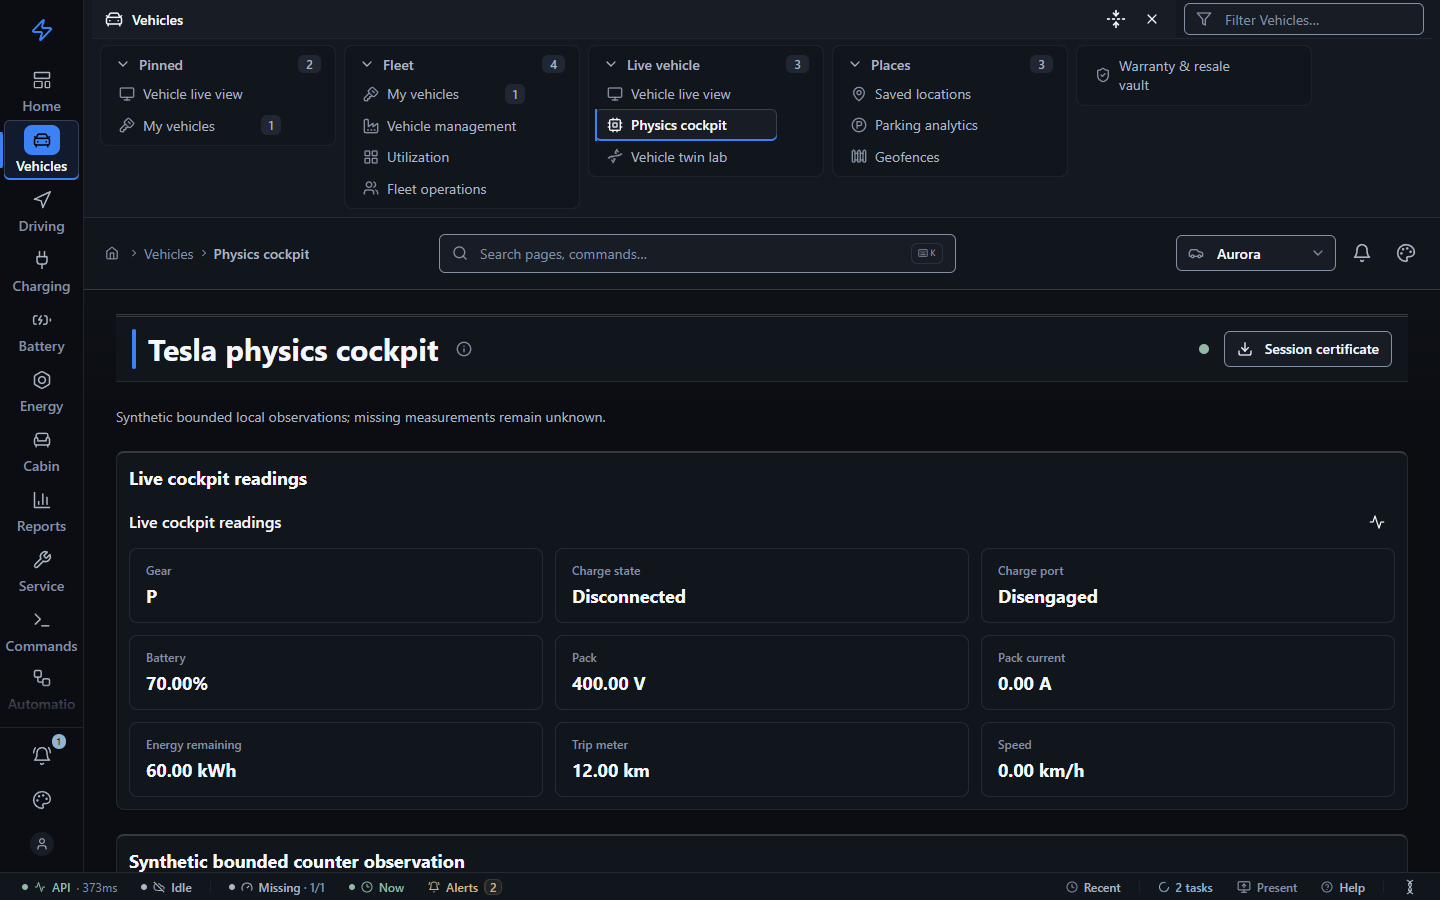 Vehicles
Filter Vehicles...
Pinned 2
Vehicle live view
My vehicles 1
Fleet 4
My vehicles 1
Vehicle management
Utilization
Fleet operations
Live vehicle 3
Vehicle live view
Physics cockpit
Vehicle twin lab
Places 3
Saved locations
Parking analytics
Geofences
Warranty & resale
vault
Home
Vehicles
Driving
Charging
Battery
Energy
Cabin
Reports
Service
Commands
Automatio
1
Vehicles Physics cockpit
Search pages, commands...
K
Aurora
Tesla physics cockpit
Session certificate
Synthetic bounded local observations; missing measurements remain unknown.
Live cockpit readings
Live cockpit readings
Gear
P
Charge state
Disconnected
Charge port
Disengaged
Battery
70.00%
Pack
400.00 V
Pack current
0.00 A
Energy remaining
60.00 kWh
Trip meter
12.00 km
Speed
0.00 km/h
Synthetic bounded counter observation
API · 373ms
Idle
Missing · 1/1
Now
Alerts 2
Recent
2 tasks
Present
Help